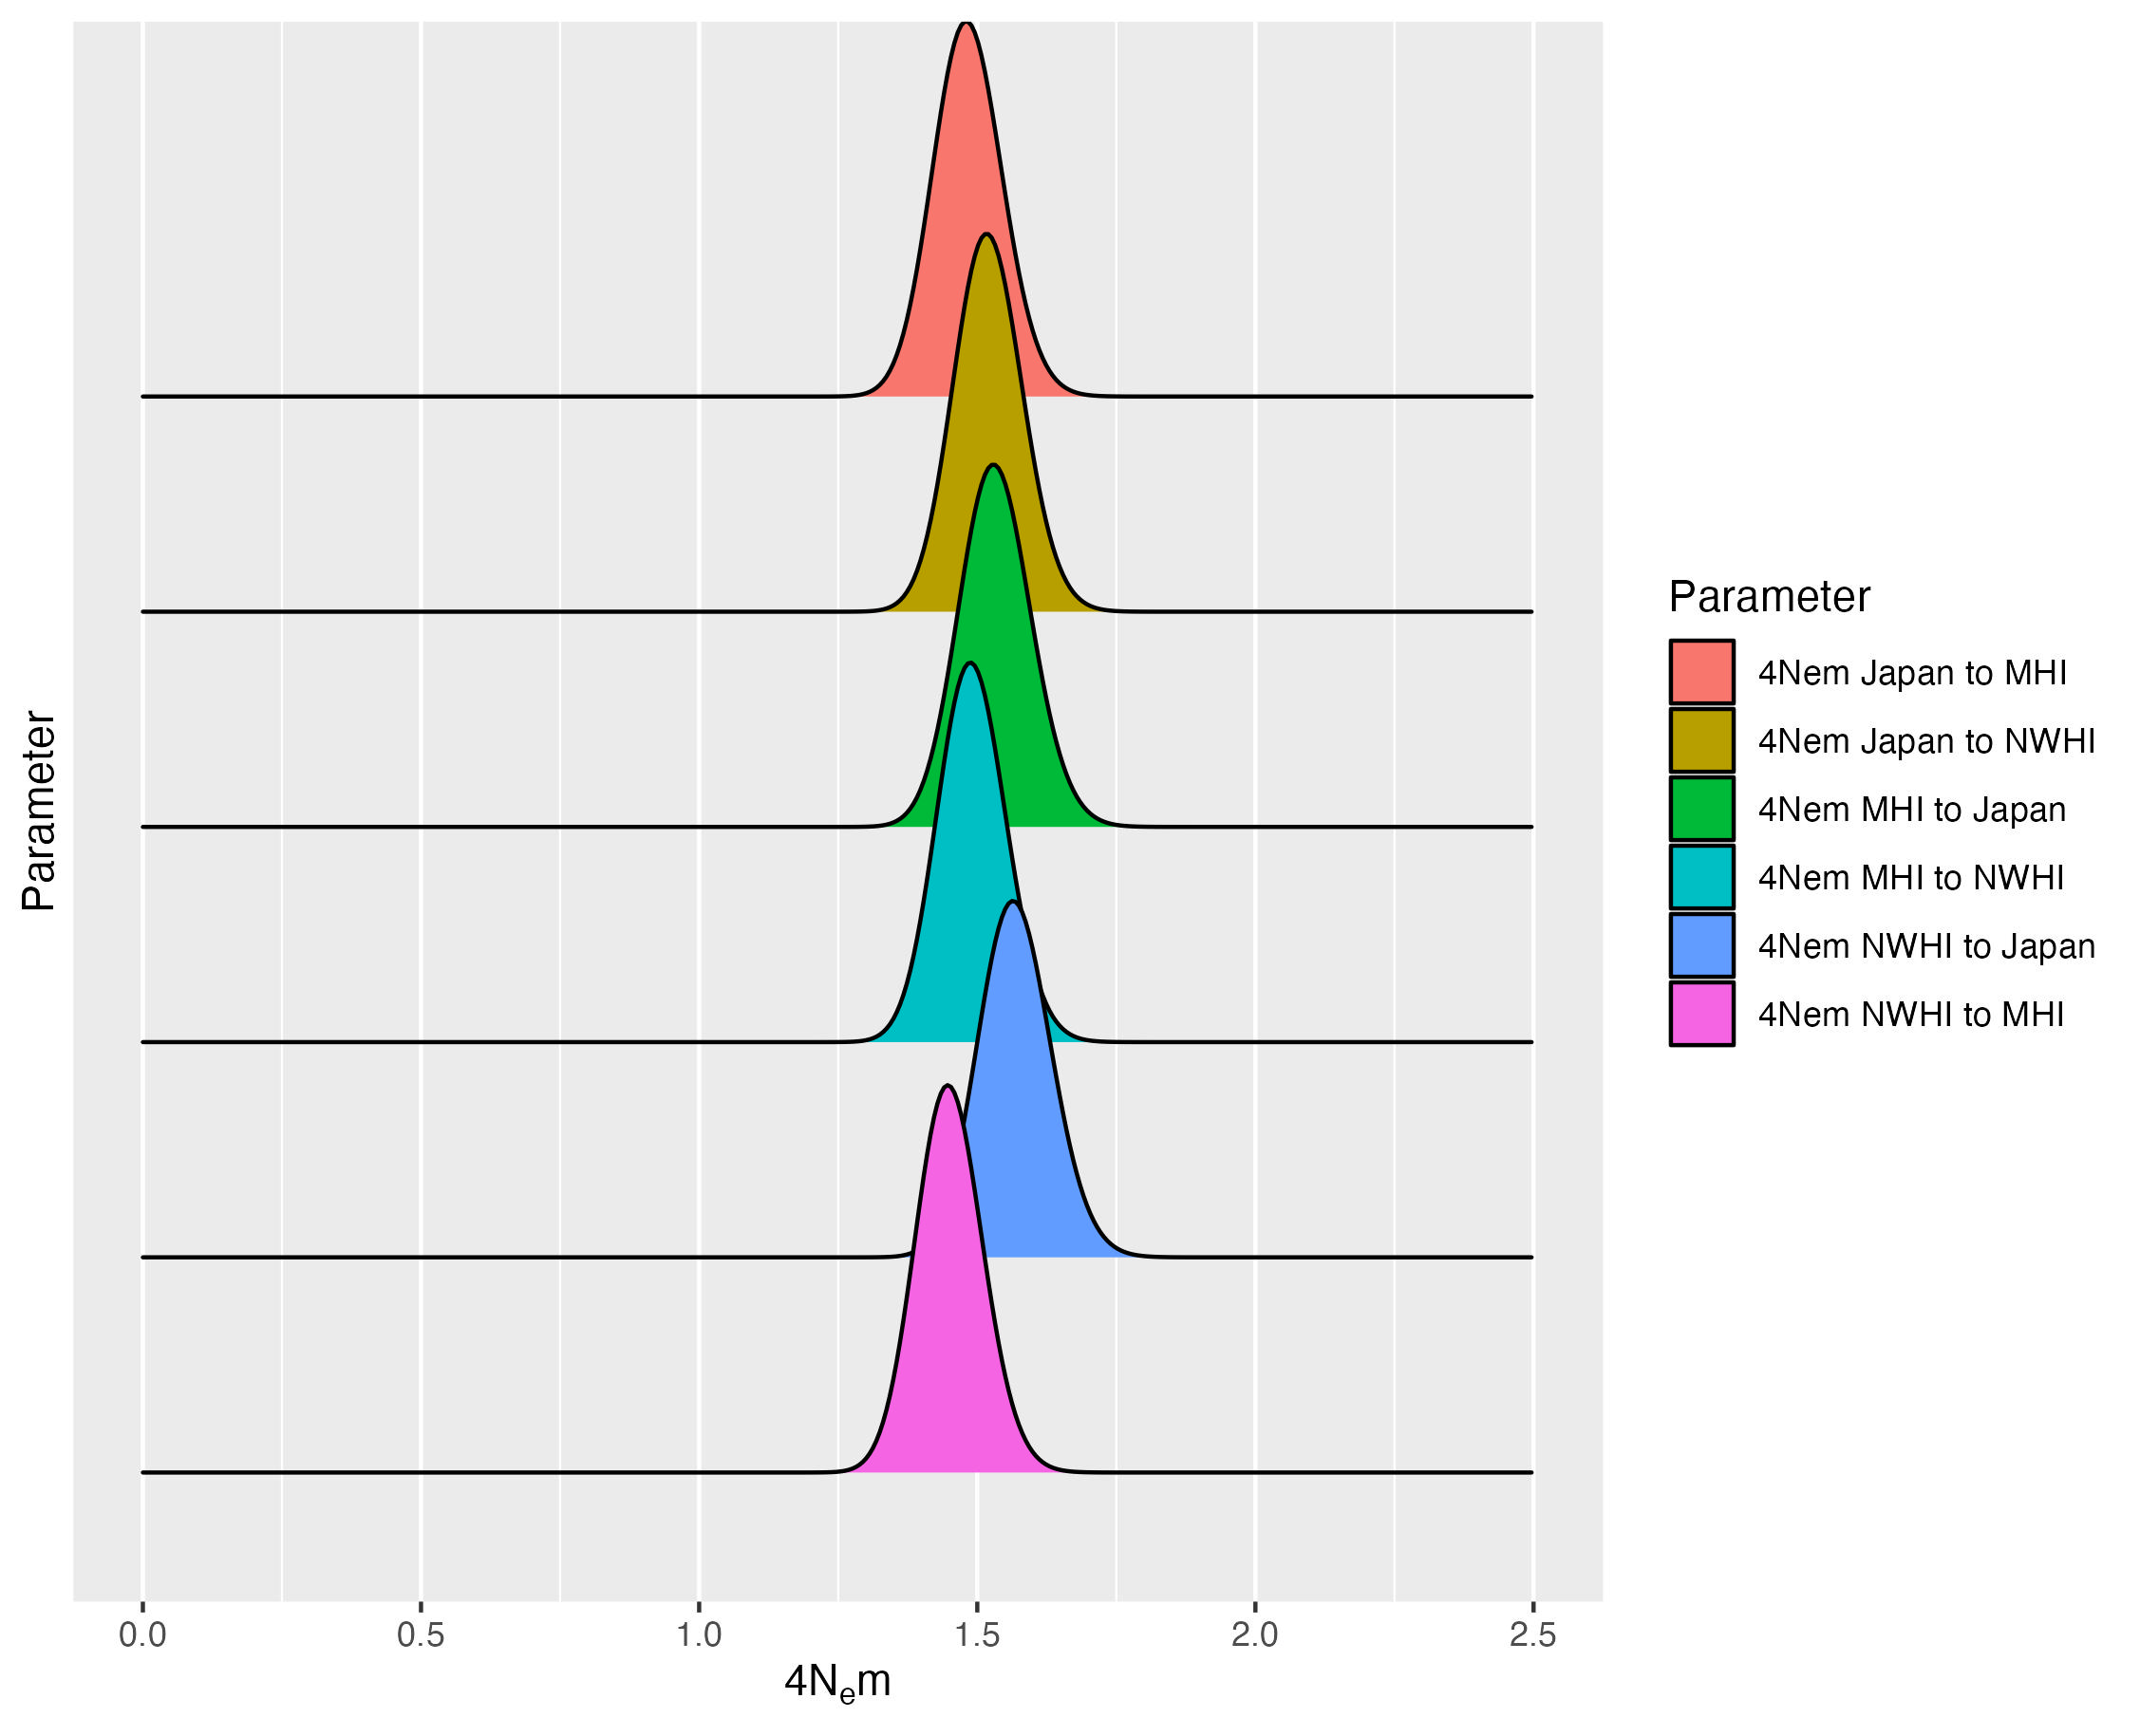 Parameter
0.0 0.5 1.0 1.5 2.0 2.5
4Nem
Parameter
4Nem Japan to MHI
4Nem Japan to NWHI
4Nem MHI to Japan
4Nem MHI to NWHI
4Nem NWHI to Japan
4Nem NWHI to MHI